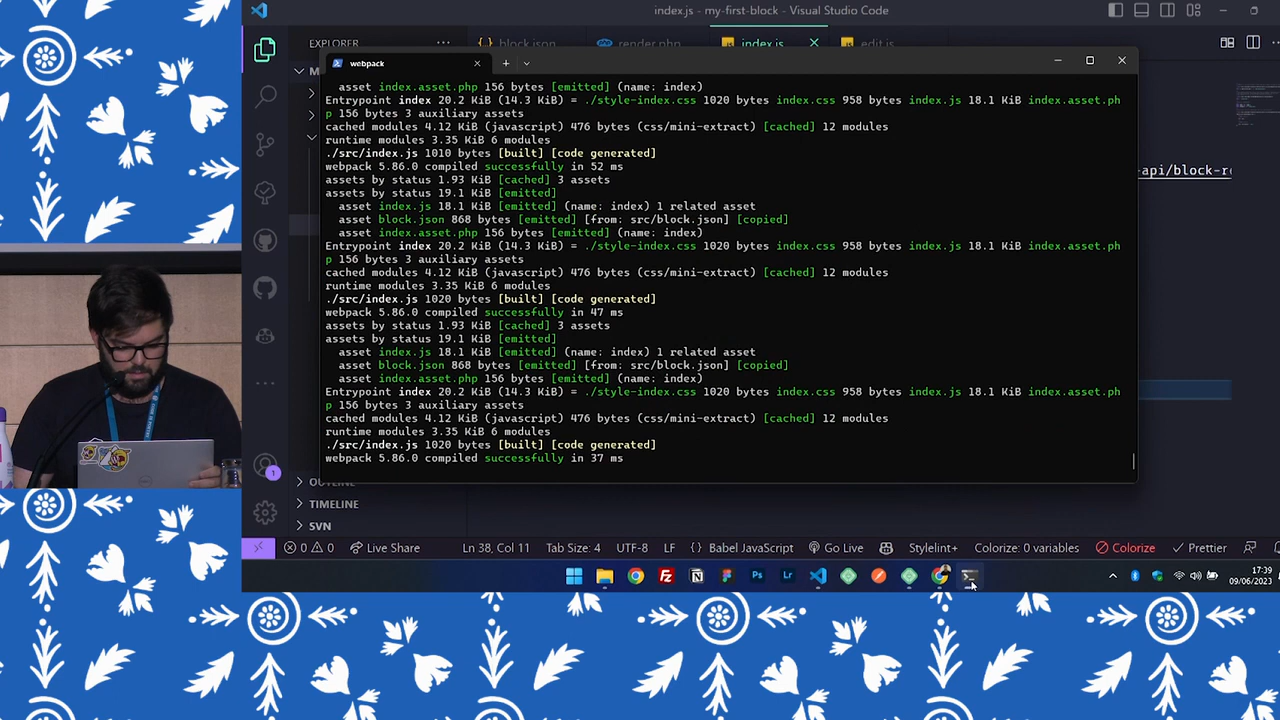 index.js - my-first-block - Visual Studio Code
EXPLORER ··· {} block.json render.php index.js edit.js
webpack
M
asset index.asset.php 156 bytes [emitted] (name: index)
Entrypoint index 20.2 KiB (14.3 KiB) = ./style-index.css 1020 bytes index.css 958 bytes index.js 18.1 KiB index.asset.ph
p 156 bytes 3 auxiliary assets
cached modules 4.12 KiB (javascript) 476 bytes (css/mini-extract) [cached] 12 modules
runtime modules 3.35 KiB 6 modules
./src/index.js 1010 bytes [built] [code generated]
webpack 5.86.0 compiled successfully in 52 ms
-api/block-re
assets by status 1.93 KiB [cached] 3 assets
assets by status 19.1 KiB [emitted]
asset index.js 18.1 KiB [emitted] (name: index) 1 related asset
asset block.json 868 bytes [emitted] [from: src/block.json] [copied]
asset index.asset.php 156 bytes [emitted] (name: index)
Entrypoint index 20.2 KiB (14.3 KiB) = ./style-index.css 1020 bytes index.css 958 bytes index.js 18.1 KiB index.asset.ph
p 156 bytes 3 auxiliary assets
cached modules 4.12 KiB (javascript) 476 bytes (css/mini-extract) [cached] 12 modules
runtime modules 3.35 KiB 6 modules
./src/index.js 1020 bytes [built] [code generated]
webpack 5.86.0 compiled successfully in 47 ms
assets by status 1.93 KiB [cached] 3 assets
assets by status 19.1 KiB [emitted]
asset index.js 18.1 KiB [emitted] (name: index) 1 related asset
asset block.json 868 bytes [emitted] [from: src/block.json] [copied]
asset index.asset.php 156 bytes [emitted] (name: index)
Entrypoint index 20.2 KiB (14.3 KiB) = ./style-index.css 1020 bytes index.css 958 bytes index.js 18.1 KiB index.asset.ph
p 156 bytes 3 auxiliary assets
cached modules 4.12 KiB (javascript) 476 bytes (css/mini-extract) [cached] 12 modules
runtime modules 3.35 KiB 6 modules
./src/index.js 1020 bytes [built] [code generated]
webpack 5.86.0 compiled successfully in 37 ms
1
OUTLINE
TIMELINE
SVN
0 0 Live Share Ln 38, Col 11 Tab Size: 4 UTF-8 LF {} Babel JavaScript Go Live Stylelint+ Colorize: 0 variables Colorize Prettier
Fz N Ps Lr
17:39
09/06/2023